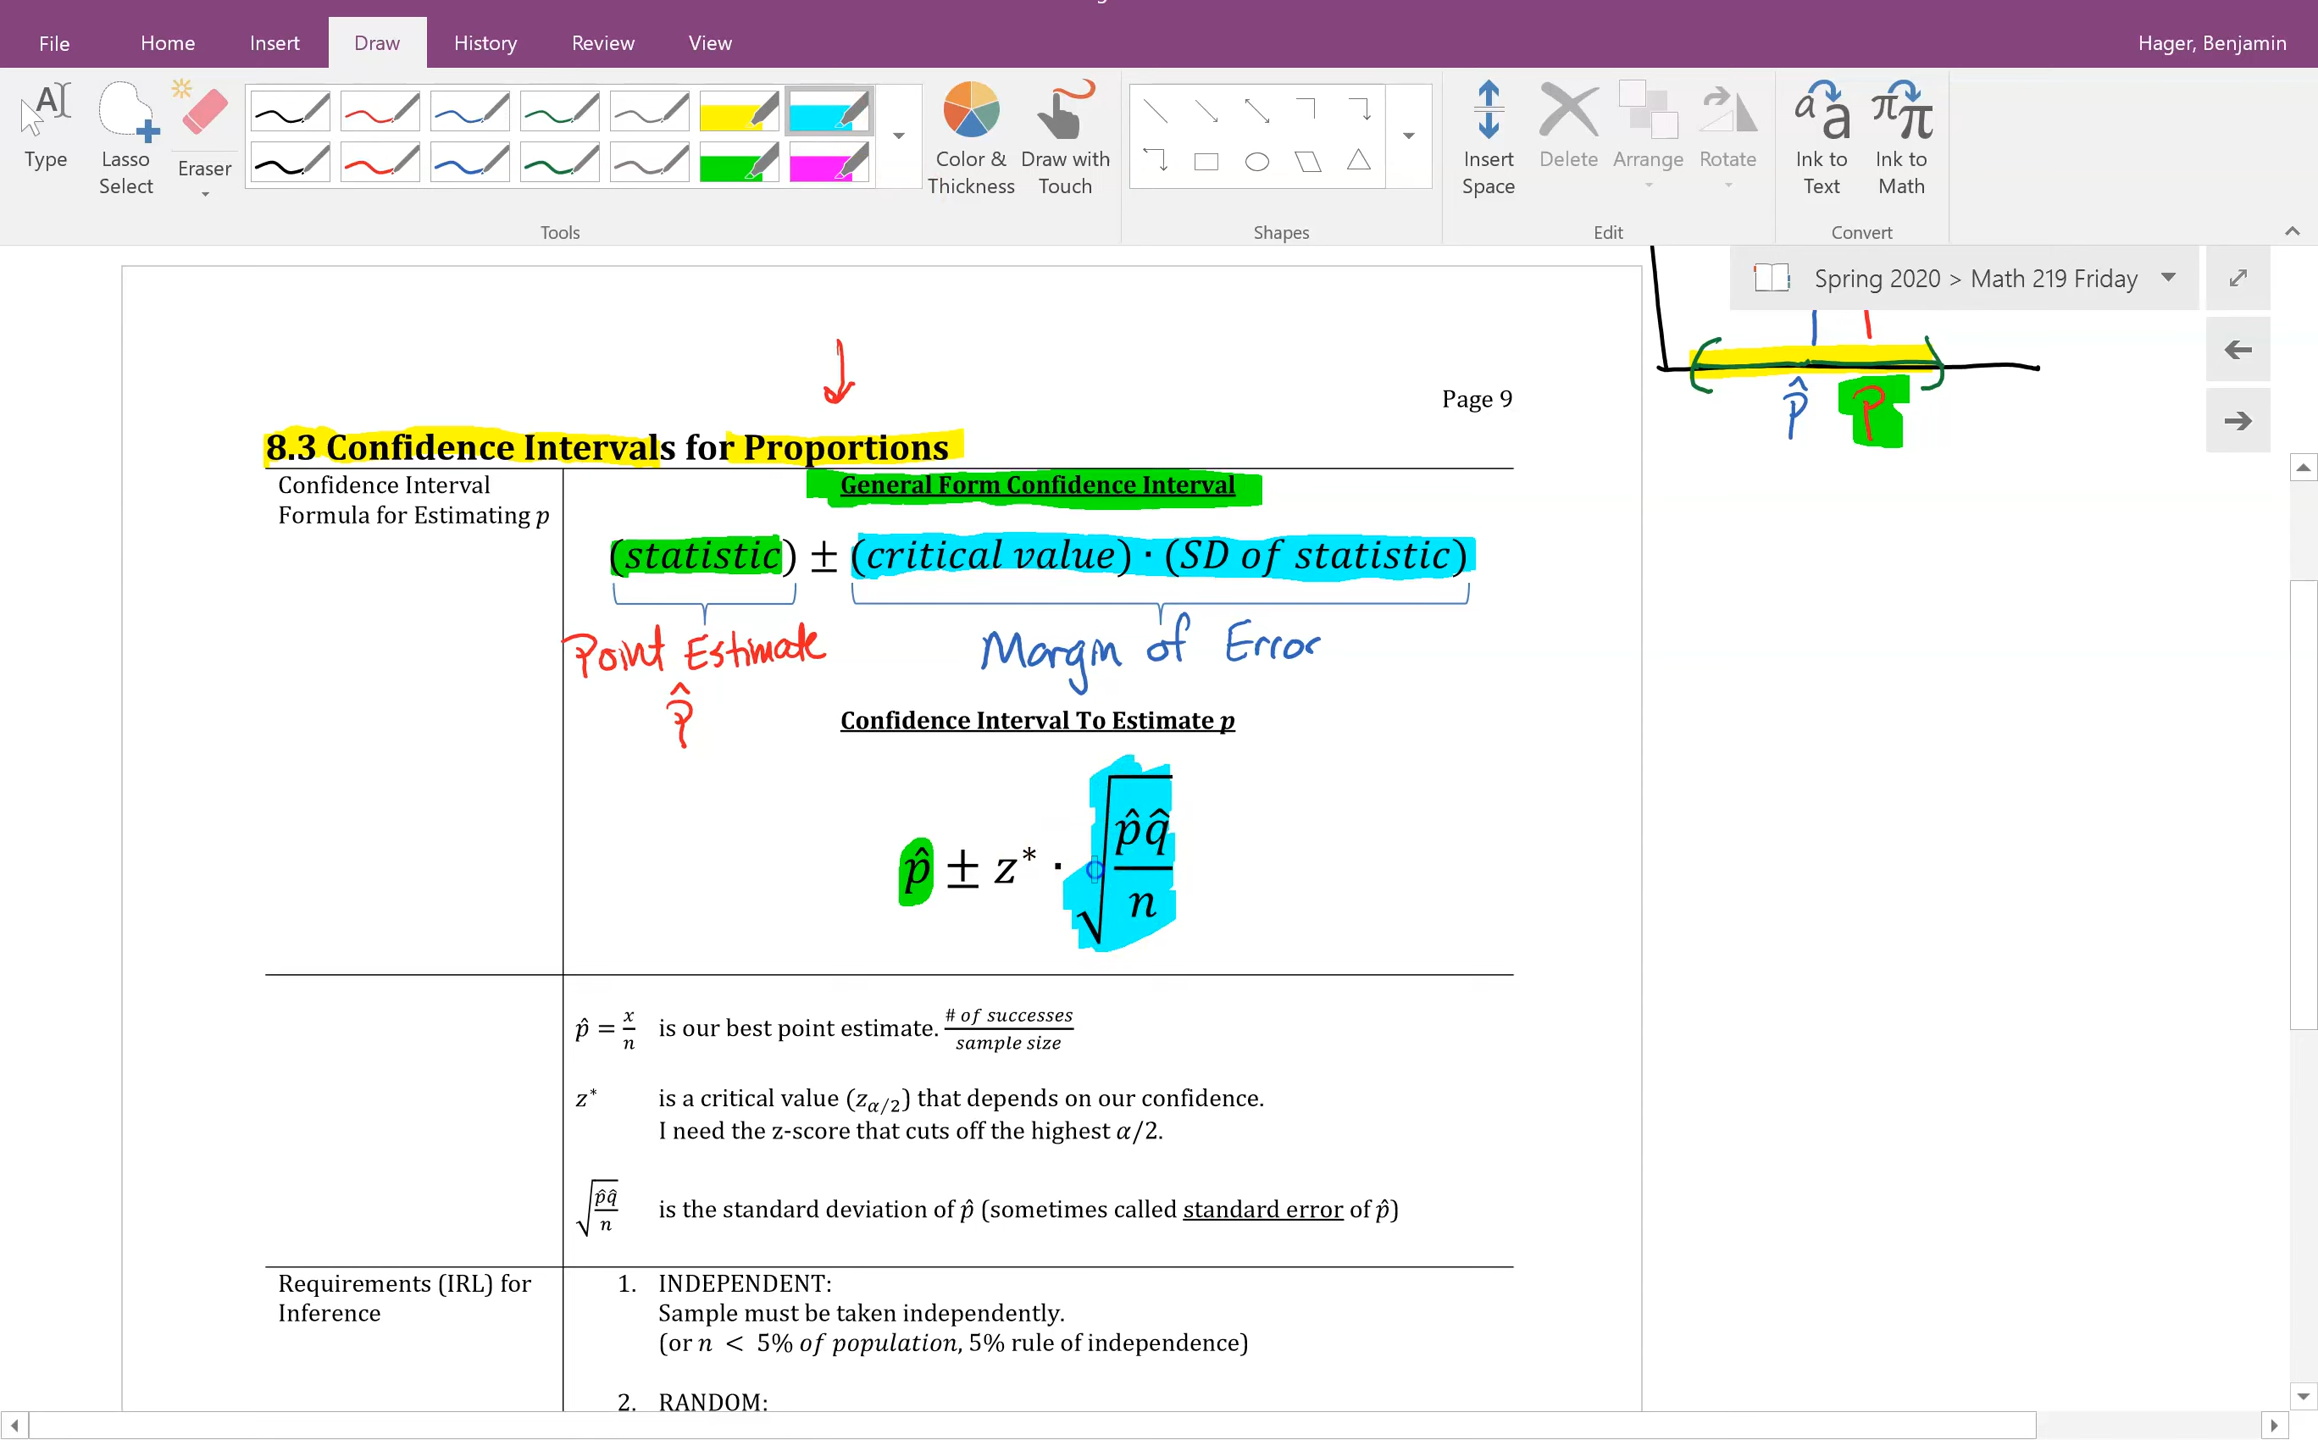 File Home Insert Draw History Review View Hager, Benjamin
Type Lasso Select Eraser Color & Thickness Draw with Touch Insert Space Delete Arrange Rotate Ink to Text Ink to Math
Tools Shapes Edit Convert
Spring 2020 > Math 219 Friday
p̂ p
Page 9
8.3 Confidence Intervals for Proportions
Confidence Interval
Formula for Estimating p
General Form Confidence Interval
(statistic) ± (critical value) · (SD of statistic)
Point Estimate Margin of Error
p̂
Confidence Interval To Estimate p
p̂ ± z* · √(p̂q̂/n)
p̂ = x/n is our best point estimate. # of successes / sample size
z* is a critical value (z_α/2) that depends on our confidence.
I need the z-score that cuts off the highest α/2.
√(p̂q̂/n) is the standard deviation of p̂ (sometimes called standard error of p̂)
Requirements (IRL) for
Inference
1. INDEPENDENT:
Sample must be taken independently.
(or n < 5% of population, 5% rule of independence)
2. RANDOM: